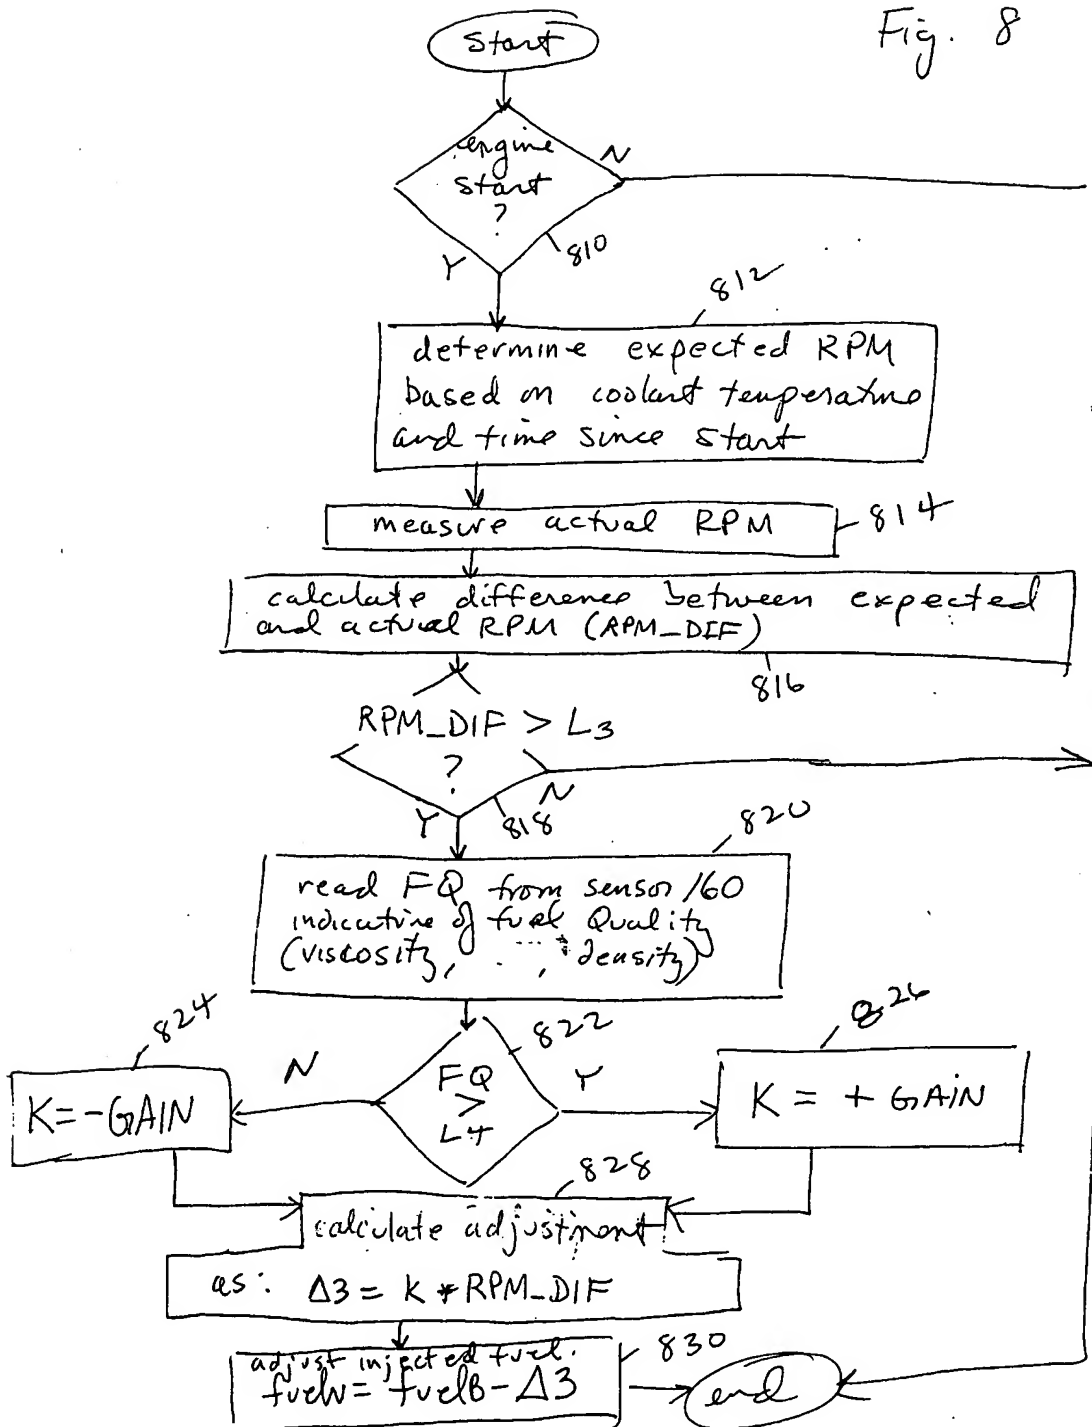 Fig. 8
start
engine
start
?
N
Y
810
812
determine expected RPM
based on coolant temperature
and time since start
measure actual RPM
814
calculate difference between expected
and actual RPM (RPM_DIF)
816
RPM_DIF > L3
?
N
Y
818
820
read FQ from sensor 160
indicative of fuel Quality
(viscosity, ..., density)
824
822
826
N
FQ
>
L4
Y
K=-GAIN
K = + GAIN
828
calculate adjustment
as: Δ3 = K * RPM_DIF
830
adjust injected fuel.
fuelN = fuelB - Δ3
end